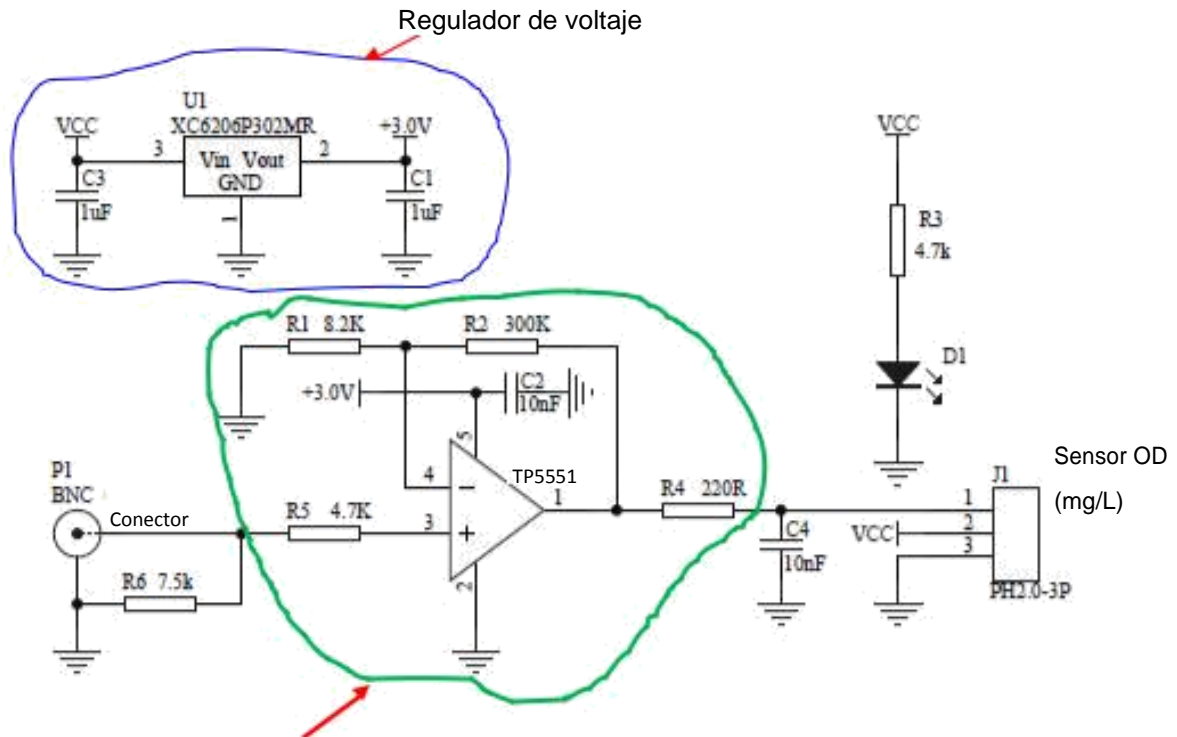 Regulador de voltaje
U1
XC6206P302MR
VCC
+3.0V
3
Vin Vout
2
GND
1
C3
1uF
C1
1uF
VCC
R3
4.7k
D1
R1 8.2K
R2 300K
+3.0V
C2
10nF
5
TP5551
4
1
3
2
P1
BNC
Conector
R5 4.7K
R6 7.5k
R4 220R
C4
10nF
J1
Sensor OD
(mg/L)
1
VCC
2
3
PH2.0-3P